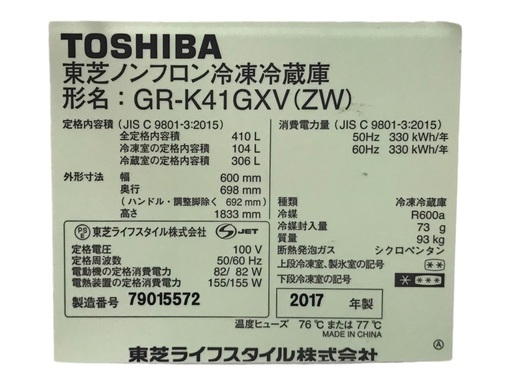 TOSHIBA
東芝ノンフロン冷凍冷蔵庫
形名：GR-K41GXV(ZW)
定格内容積（JIS C 9801-3:2015）
全定格内容積 410 L
冷凍室の定格内容積 104 L
冷蔵室の定格内容積 306 L
外形寸法 幅 600 mm
奥行 698 mm
（ハンドル・調整脚除く 692 mm）
高さ 1833 mm
消費電力量（JIS C 9801-3:2015）
50Hz 330 kWh/年
60Hz 330 kWh/年
種類 冷凍冷蔵庫
冷媒 R600a
冷媒封入量 73 g
質量 93 kg
断熱発泡ガス シクロペンタン
上段冷凍室、製氷室の記号 **
下段冷凍室の記号 * ***
PS E 東芝ライフスタイル株式会社 S JET
定格電圧 100 V
定格周波数 50/60 Hz
電動機の定格消費電力 82/ 82 W
電熱装置の定格消費電力 155/155 W
製造番号 79015572
2017 年製
温度ヒューズ 76℃ または 77℃
MADE IN CHINA
東芝ライフスタイル株式会社
A